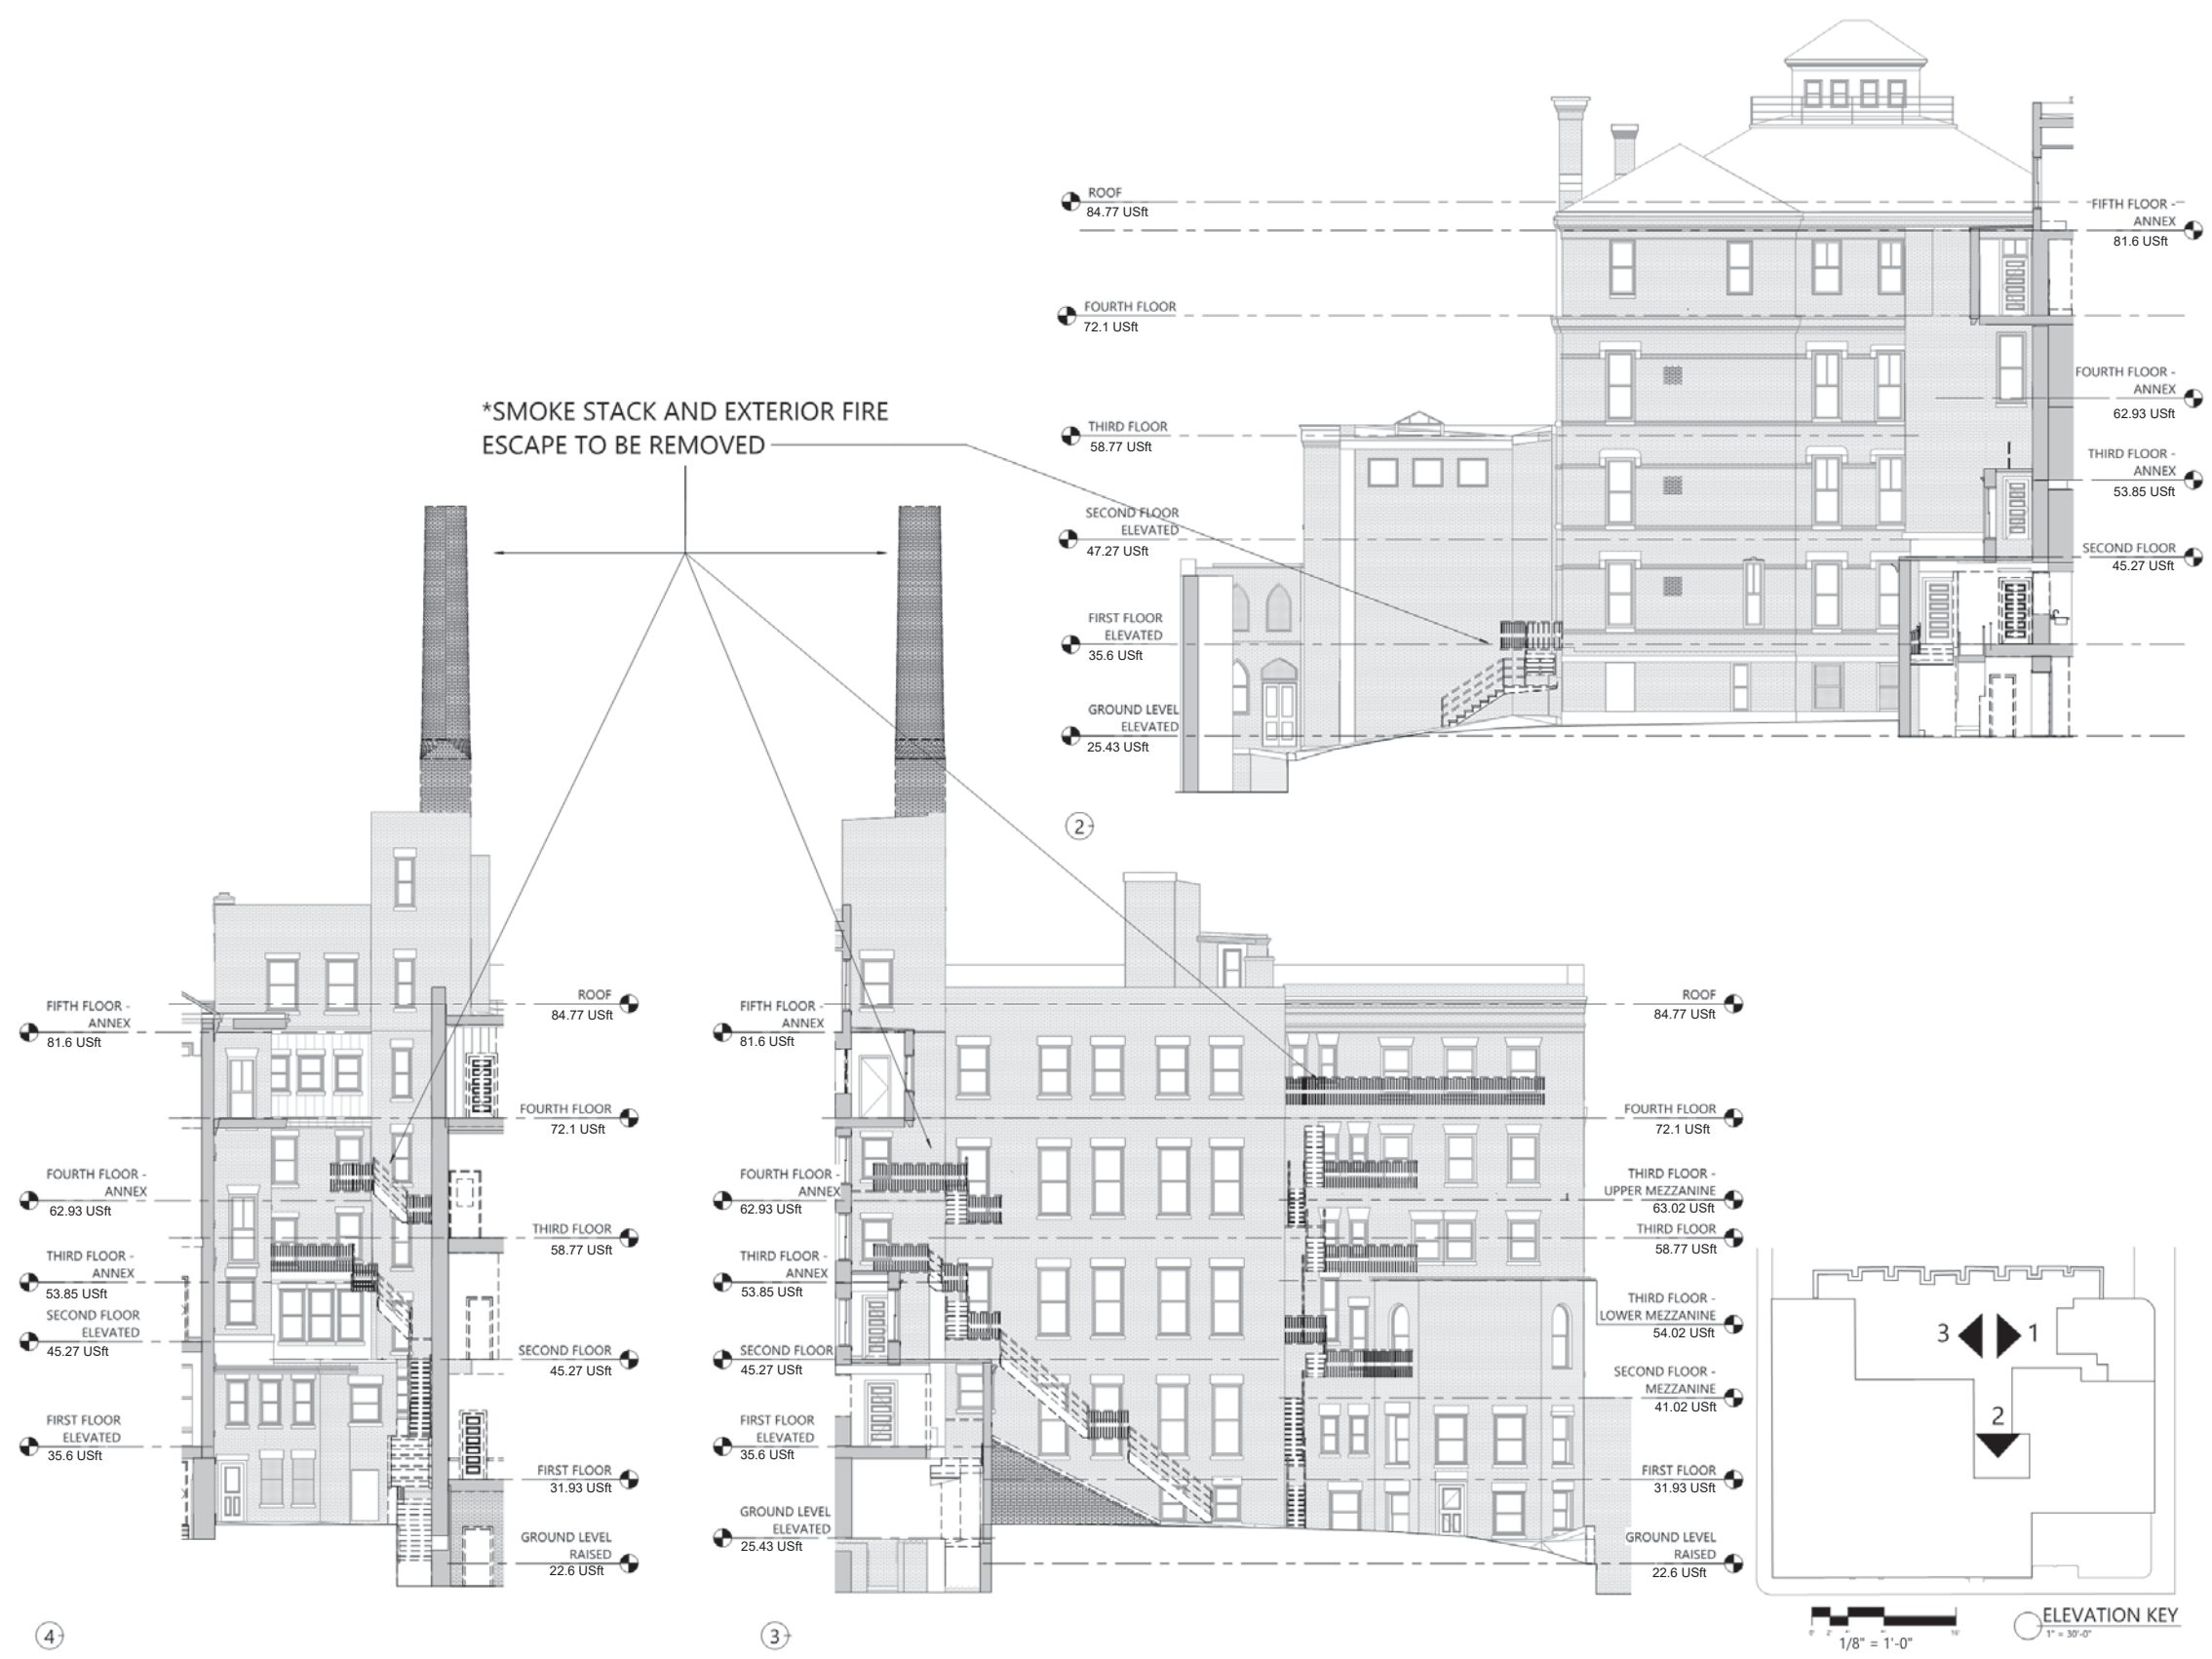 ROOF
84.77 USft
FIFTH FLOOR -
ANNEX
81.6 USft
FOURTH FLOOR
72.1 USft
FOURTH FLOOR -
ANNEX
62.93 USft
THIRD FLOOR
58.77 USft
THIRD FLOOR -
ANNEX
53.85 USft
SECOND FLOOR
ELEVATED
47.27 USft
SECOND FLOOR
45.27 USft
FIRST FLOOR
ELEVATED
35.6 USft
GROUND LEVEL
ELEVATED
25.43 USft
2
*SMOKE STACK AND EXTERIOR FIRE
ESCAPE TO BE REMOVED
FIFTH FLOOR -
ANNEX
81.6 USft
FOURTH FLOOR -
ANNEX
62.93 USft
THIRD FLOOR -
ANNEX
53.85 USft
SECOND FLOOR
ELEVATED
45.27 USft
FIRST FLOOR
ELEVATED
35.6 USft
ROOF
84.77 USft
FOURTH FLOOR
72.1 USft
THIRD FLOOR
58.77 USft
SECOND FLOOR
45.27 USft
FIRST FLOOR
31.93 USft
GROUND LEVEL
RAISED
22.6 USft
4
FIFTH FLOOR -
ANNEX
81.6 USft
FOURTH FLOOR -
ANNEX
62.93 USft
THIRD FLOOR -
ANNEX
53.85 USft
SECOND FLOOR
45.27 USft
FIRST FLOOR
ELEVATED
35.6 USft
GROUND LEVEL
ELEVATED
25.43 USft
ROOF
84.77 USft
FOURTH FLOOR
72.1 USft
THIRD FLOOR -
UPPER MEZZANINE
63.02 USft
THIRD FLOOR
58.77 USft
THIRD FLOOR -
LOWER MEZZANINE
54.02 USft
SECOND FLOOR -
MEZZANINE
41.02 USft
FIRST FLOOR
31.93 USft
GROUND LEVEL
RAISED
22.6 USft
3
3 1
2
1/8" = 1'-0"
ELEVATION KEY
1" = 30'-0"